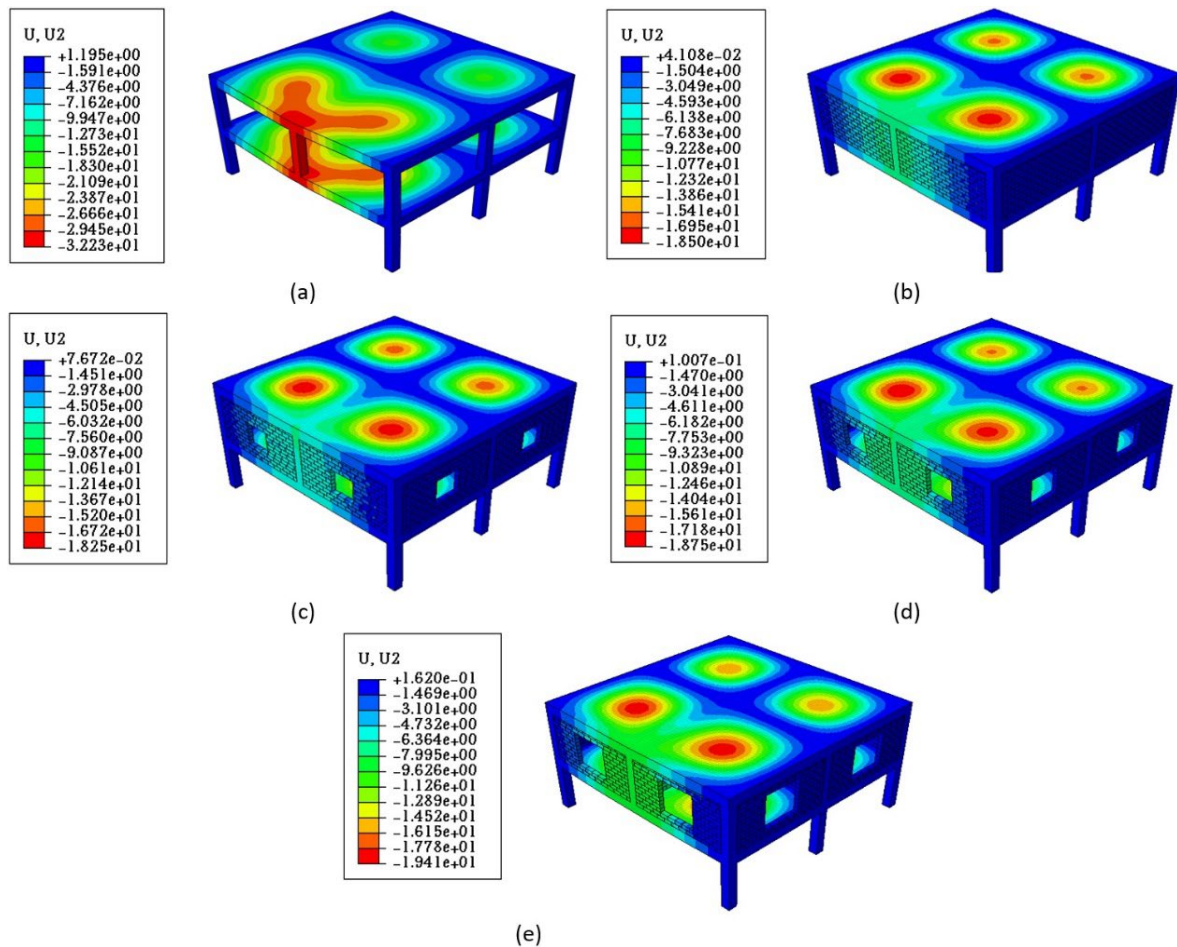 U, U2
+1.195e+00
−1.591e+00
−4.376e+00
−7.162e+00
−9.947e+00
−1.273e+01
−1.552e+01
−1.830e+01
−2.109e+01
−2.387e+01
−2.666e+01
−2.945e+01
−3.223e+01
(a)
U, U2
+4.108e−02
−1.504e+00
−3.049e+00
−4.593e+00
−6.138e+00
−7.683e+00
−9.228e+00
−1.077e+01
−1.232e+01
−1.386e+01
−1.541e+01
−1.695e+01
−1.850e+01
(b)
U, U2
+7.672e−02
−1.451e+00
−2.978e+00
−4.505e+00
−6.032e+00
−7.560e+00
−9.087e+00
−1.061e+01
−1.214e+01
−1.367e+01
−1.520e+01
−1.672e+01
−1.825e+01
(c)
U, U2
+1.007e−01
−1.470e+00
−3.041e+00
−4.611e+00
−6.182e+00
−7.753e+00
−9.323e+00
−1.089e+01
−1.246e+01
−1.404e+01
−1.561e+01
−1.718e+01
−1.875e+01
(d)
U, U2
+1.620e−01
−1.469e+00
−3.101e+00
−4.732e+00
−6.364e+00
−7.995e+00
−9.626e+00
−1.126e+01
−1.289e+01
−1.452e+01
−1.615e+01
−1.778e+01
−1.941e+01
(e)